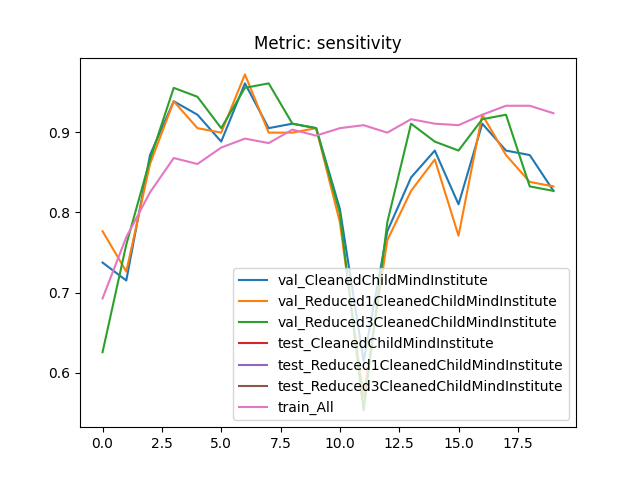 Metric: sensitivity
0.9
0.8
0.7
0.6
val_CleanedChildMindInstitute
val_Reduced1CleanedChildMindInstitute
val_Reduced3CleanedChildMindInstitute
test_CleanedChildMindInstitute
test_Reduced1CleanedChildMindInstitute
test_Reduced3CleanedChildMindInstitute
train_All
0.0 2.5 5.0 7.5 10.0 12.5 15.0 17.5